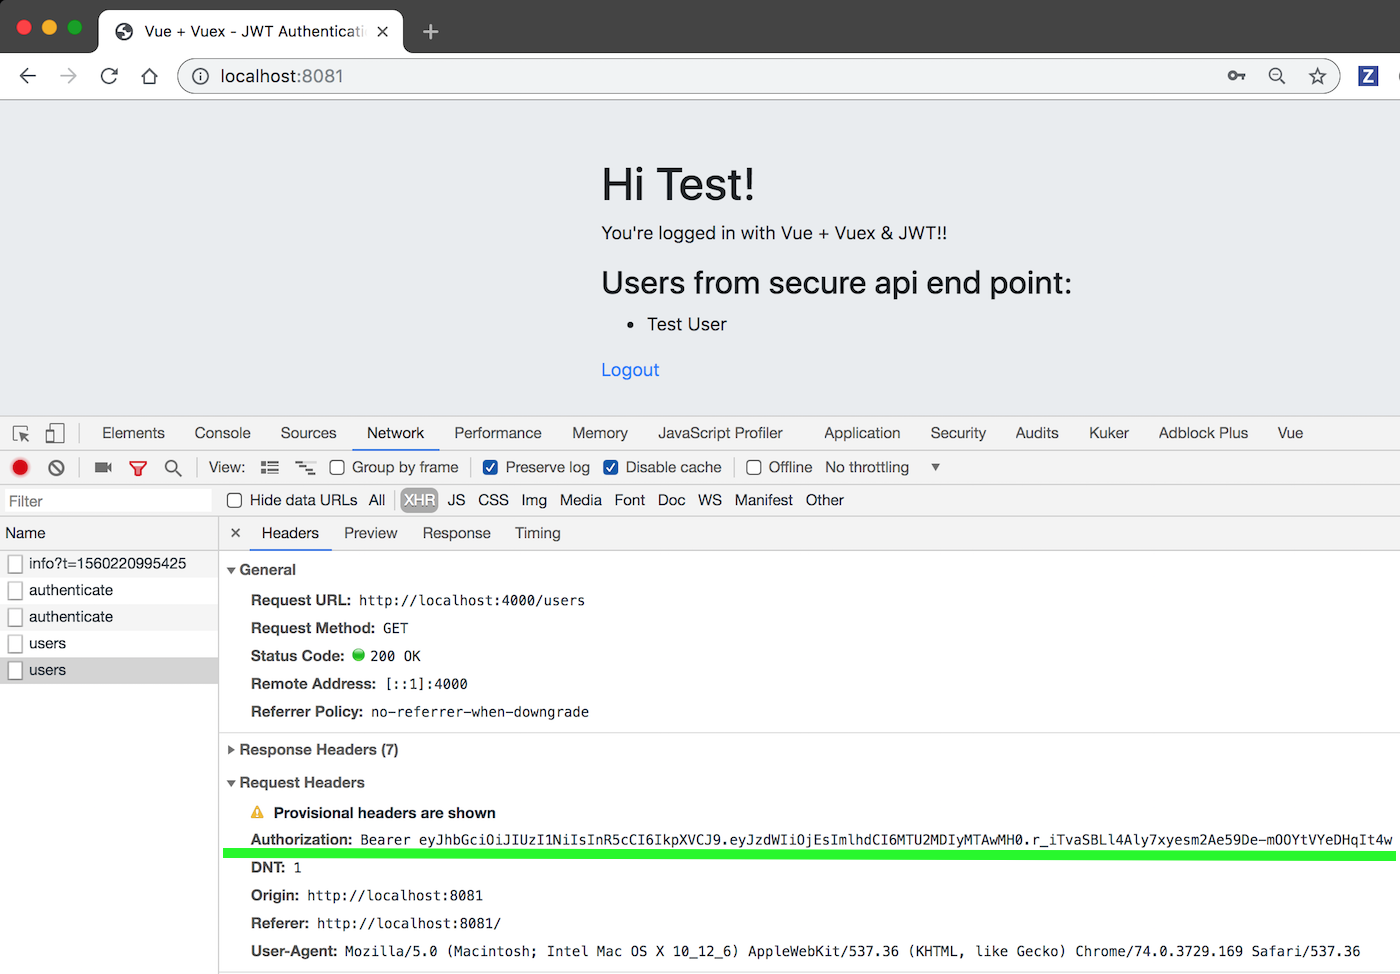 Vue + Vuex - JWT Authenticati
localhost:8081
Z
Hi Test!
You're logged in with Vue + Vuex & JWT!!
Users from secure api end point:
• Test User
Logout
Elements Console Sources Network Performance Memory JavaScript Profiler Application Security Audits Kuker Adblock Plus Vue
View: Group by frame Preserve log Disable cache Offline No throttling
Filter Hide data URLs All XHR JS CSS Img Media Font Doc WS Manifest Other
Name
Headers Preview Response Timing
info?t=1560220995425
authenticate
authenticate
users
users
General
Request URL: http://localhost:4000/users
Request Method: GET
Status Code: 200 OK
Remote Address: [::1]:4000
Referrer Policy: no-referrer-when-downgrade
Response Headers (7)
Request Headers
Provisional headers are shown
Authorization: Bearer eyJhbGciOiJIUzI1NiIsInR5cCI6IkpXVCJ9.eyJzdWIiOjEsImlhdCI6MTU2MDIyMTAwMH0.r_iTvaSBLl4Aly7xyesm2Ae59De-mOOYtVYeDHqIt4w
DNT: 1
Origin: http://localhost:8081
Referer: http://localhost:8081/
User-Agent: Mozilla/5.0 (Macintosh; Intel Mac OS X 10_12_6) AppleWebKit/537.36 (KHTML, like Gecko) Chrome/74.0.3729.169 Safari/537.36